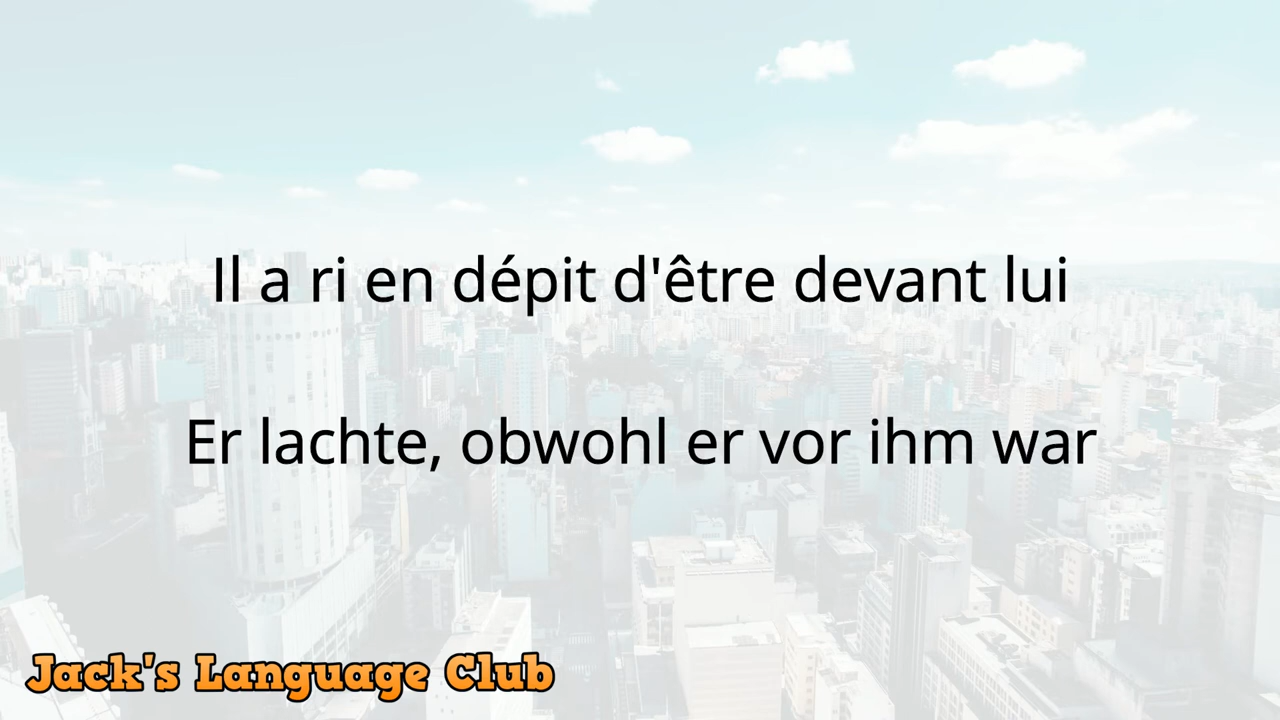 Il a ri en dépit d'être devant lui
Er lachte, obwohl er vor ihm war
Jack's Language Club